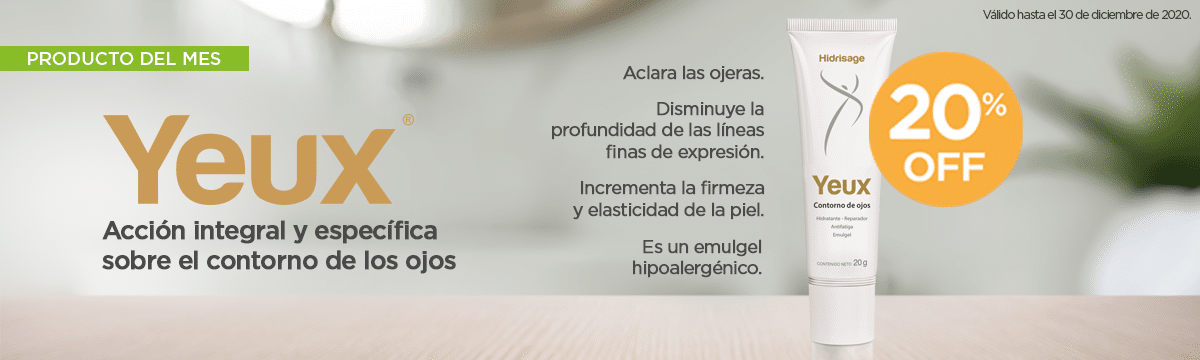 Válido hasta el 30 de diciembre de 2020.
PRODUCTO DEL MES
Yeux®
Acción integral y específica
sobre el contorno de los ojos
Aclara las ojeras.
Disminuye la
profundidad de las líneas
finas de expresión.
Incrementa la firmeza
y elasticidad de la piel.
Es un emulgel
hipoalergénico.
Hidrisage
Yeux
Contorno de ojos
Hidratante - Reparador
Antifatiga
Emulgel
CONTENIDO NETO: 20 g
20%
OFF